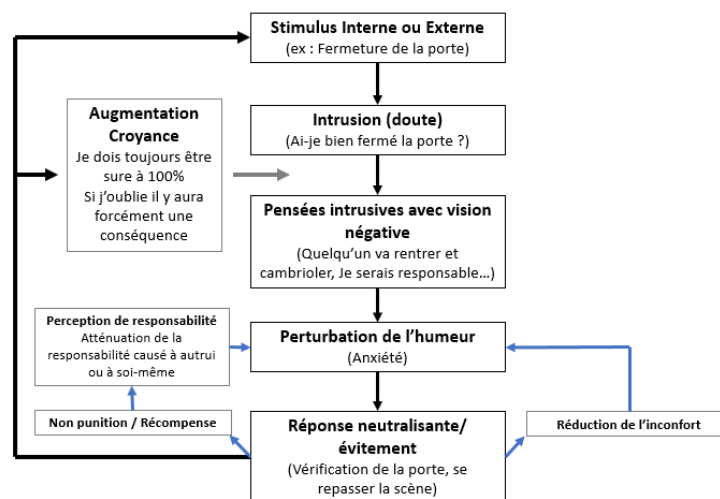 Stimulus Interne ou Externe
(ex : Fermeture de la porte)
Augmentation
Croyance
Je dois toujours être
sure à 100%
Si j’oublie il y aura
forcément une
conséquence
Intrusion (doute)
(Ai-je bien fermé la porte ?)
Pensées intrusives avec vision
négative
(Quelqu’un va rentrer et
cambrioler, Je serais responsable…)
Perception de responsabilité
Atténuation de la
responsabilité causé à autrui
ou à soi-même
Perturbation de l’humeur
(Anxiété)
Non punition / Récompense
Réponse neutralisante/
évitement
(Vérification de la porte, se
repasser la scène)
Réduction de l’inconfort